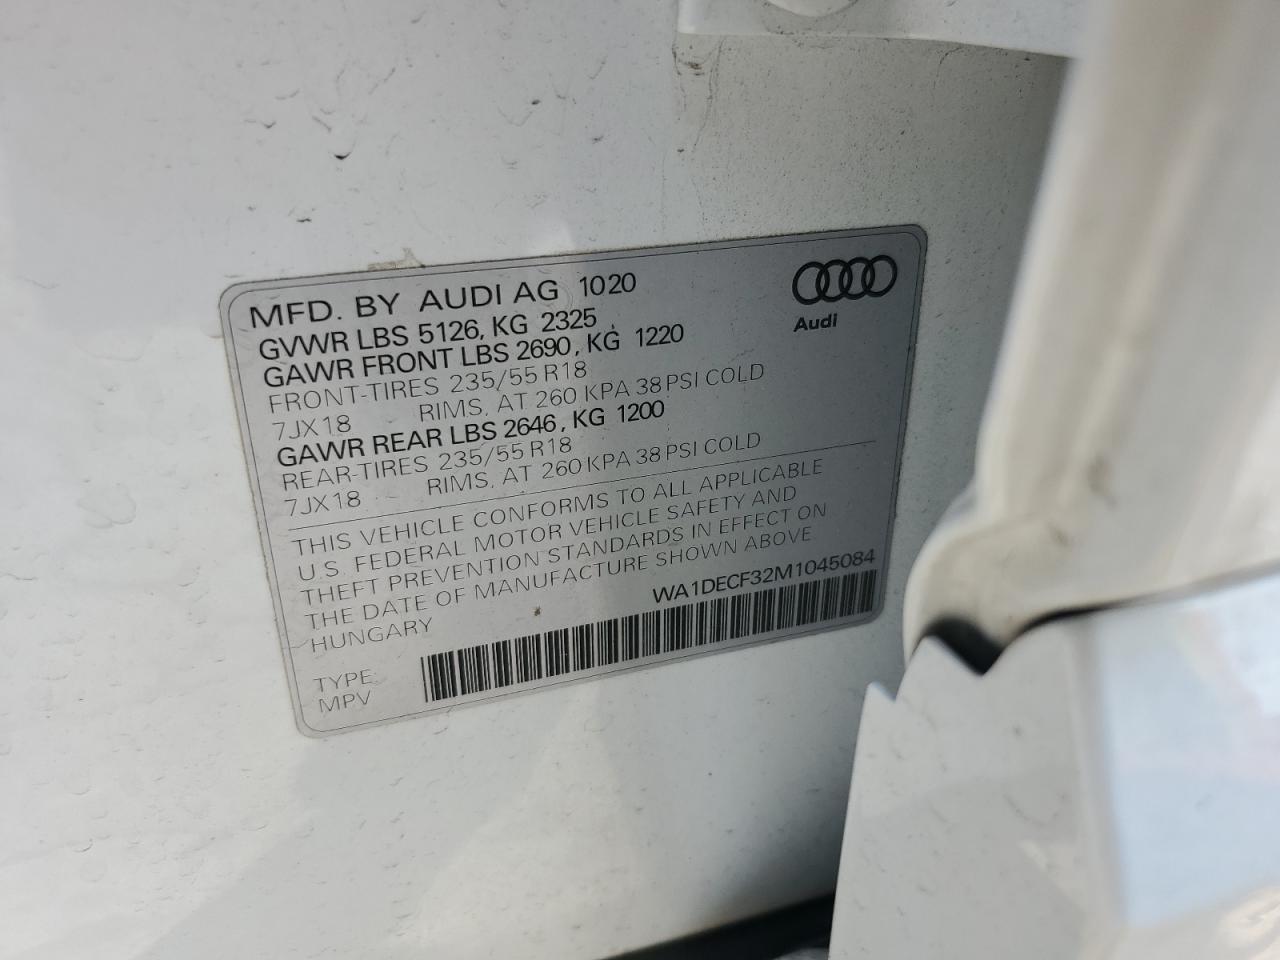 MFD. BY AUDI AG 1020
GVWR LBS 5126, KG 2325
GAWR FRONT LBS 2690, KG 1220
FRONT-TIRES 235/55 R18
7JX18 RIMS, AT 260 KPA 38 PSI COLD
GAWR REAR LBS 2646, KG 1200
REAR-TIRES 235/55 R18
7JX18 RIMS, AT 260 KPA 38 PSI COLD
THIS VEHICLE CONFORMS TO ALL APPLICABLE
U.S. FEDERAL MOTOR VEHICLE SAFETY AND
THEFT PREVENTION STANDARDS IN EFFECT ON
THE DATE OF MANUFACTURE SHOWN ABOVE
HUNGARY
WA1DECF32M1045084
TYPE:
MPV
Audi